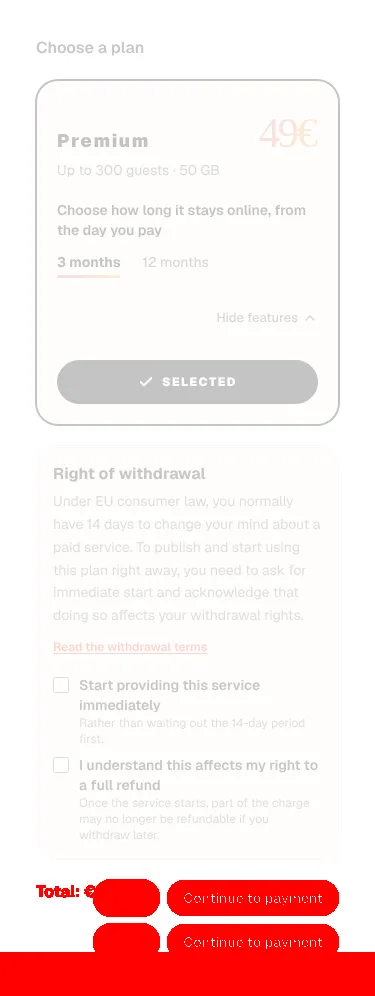 Choose a plan
Premium
49€
Up to 300 guests · 50 GB
Choose how long it stays online, from
the day you pay
3 months 12 months
Hide features
SELECTED
Right of withdrawal
Under EU consumer law, you normally
have 14 days to change your mind about a
paid service. To publish and start using
this plan right away, you need to ask for
immediate start and acknowledge that
doing so affects your withdrawal rights.
Read the withdrawal terms
Start providing this service
immediately
Rather than waiting out the 14-day period
first.
I understand this affects my right to
a full refund
Once the service starts, part of the charge
may no longer be refundable if you
withdraw later.
Total: €
Continue to payment
Continue to payment